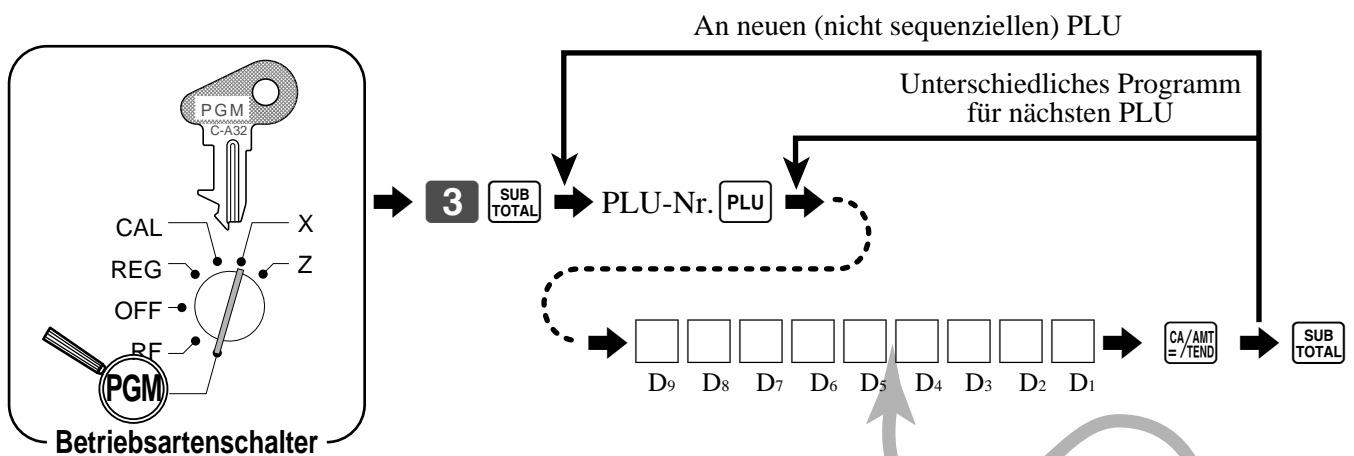 An neuen (nicht sequenziellen) PLU
Unterschiedliches Programm
für nächsten PLU
PGM
C-A32
3 SUB TOTAL PLU-Nr. PLU
CAL X
REG Z
OFF
RF
PGM
CA/AMT
= /TEND
SUB
TOTAL
D9 D8 D7 D6 D5 D4 D3 D2 D1
Betriebsartenschalter